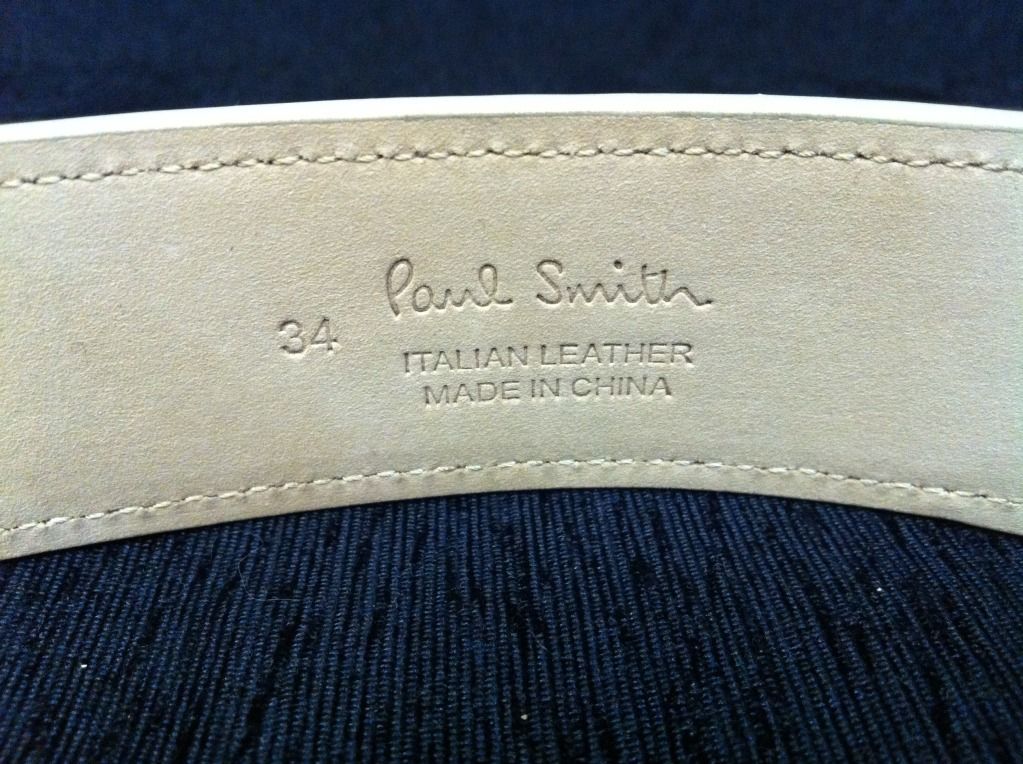 Paul Smith
34
ITALIAN LEATHER
MADE IN CHINA